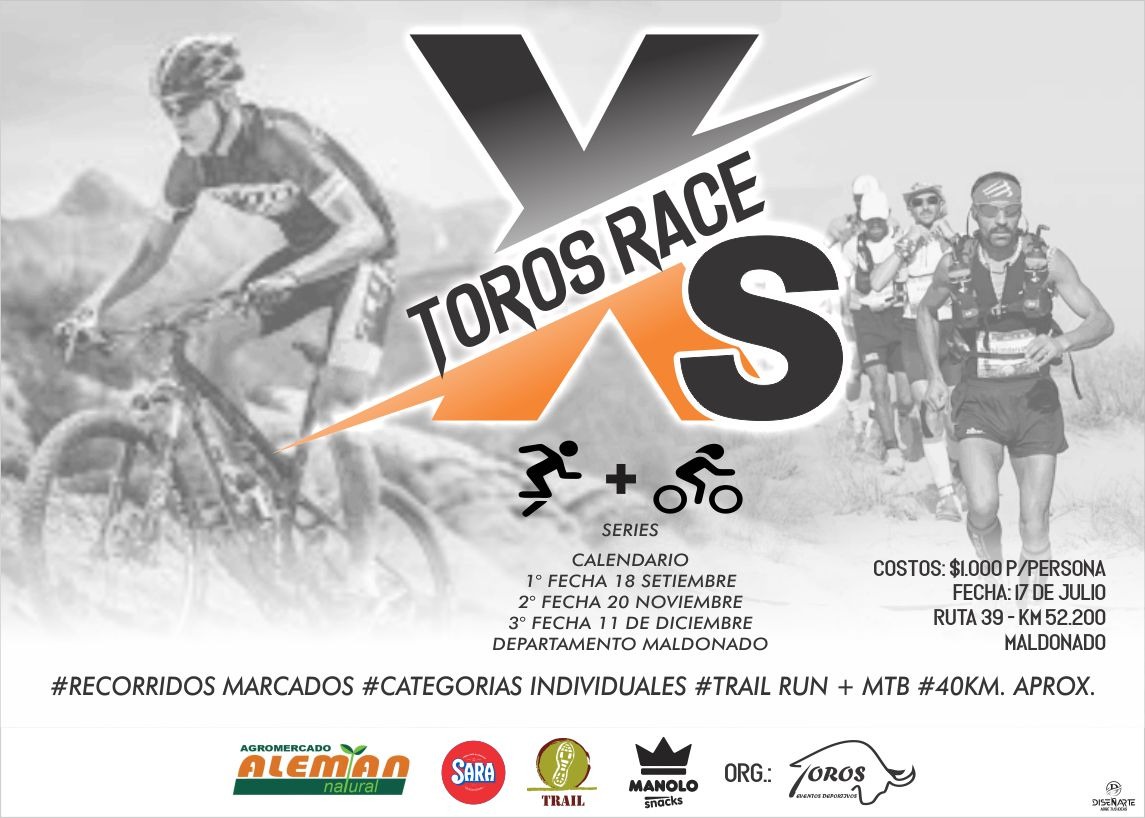 X
TOROS RACE
S
+
SERIES
CALENDARIO
1° FECHA 18 SETIEMBRE
2° FECHA 20 NOVIEMBRE
3° FECHA 11 DE DICIEMBRE
DEPARTAMENTO MALDONADO
COSTOS: $1.000 P/PERSONA
FECHA: 17 DE JULIO
RUTA 39 - KM 52.200
MALDONADO
#RECORRIDOS MARCADOS #CATEGORIAS INDIVIDUALES #TRAIL RUN + MTB #40KM. APROX.
AGROMERCADO
ALEMAN
natural
SARA
TRAIL
MANOLO
snacks
ORG.:
TOROS
EVENTOS DEPORTIVOS
DISEÑARTE